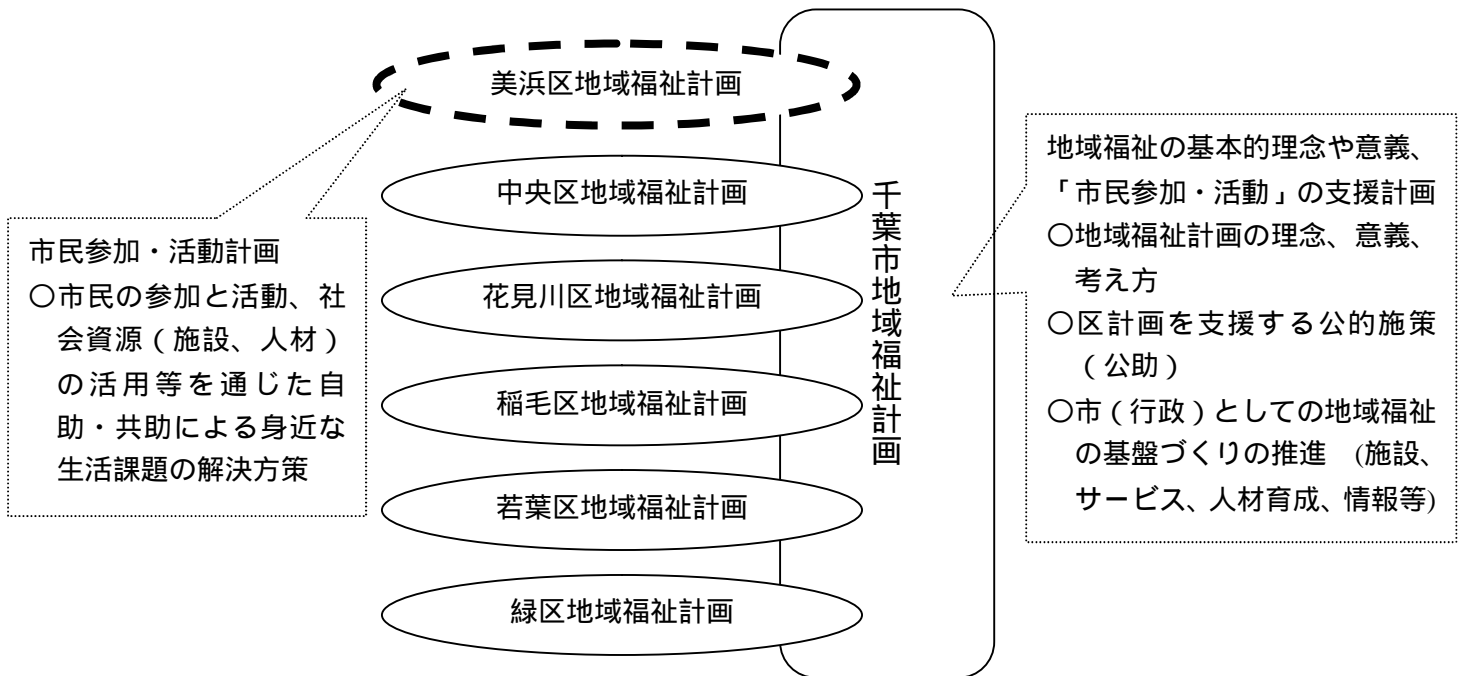 美浜区地域福祉計画
中央区地域福祉計画
花見川区地域福祉計画
稲毛区地域福祉計画
若葉区地域福祉計画
緑区地域福祉計画
千葉市地域福祉計画
市民参加・活動計画
○市民の参加と活動、社
会資源（施設、人材）
の活用等を通じた自
助・共助による身近な
生活課題の解決方策
地域福祉の基本的理念や意義、
「市民参加・活動」の支援計画
○地域福祉計画の理念、意義、
考え方
○区計画を支援する公的施策
（公助）
○市（行政）としての地域福祉
の基盤づくりの推進　(施設、
サービス、人材育成、情報等)